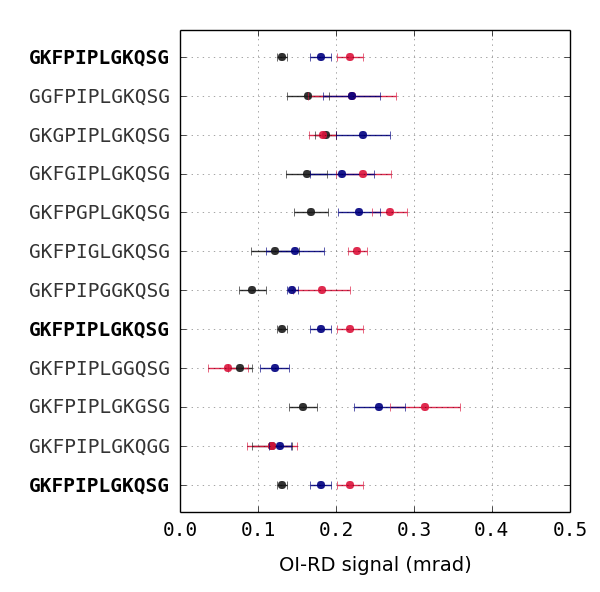 GKFPIPLGKQSG
GGFPIPLGKQSG
GKGPIPLGKQSG
GKFGIPLGKQSG
GKFPGPLGKQSG
GKFPIGLGKQSG
GKFPIPGGKQSG
GKFPIPLGKQSG
GKFPIPLGGQSG
GKFPIPLGKGSG
GKFPIPLGKQGG
GKFPIPLGKQSG
0.0 0.1 0.2 0.3 0.4 0.5
OI-RD signal (mrad)